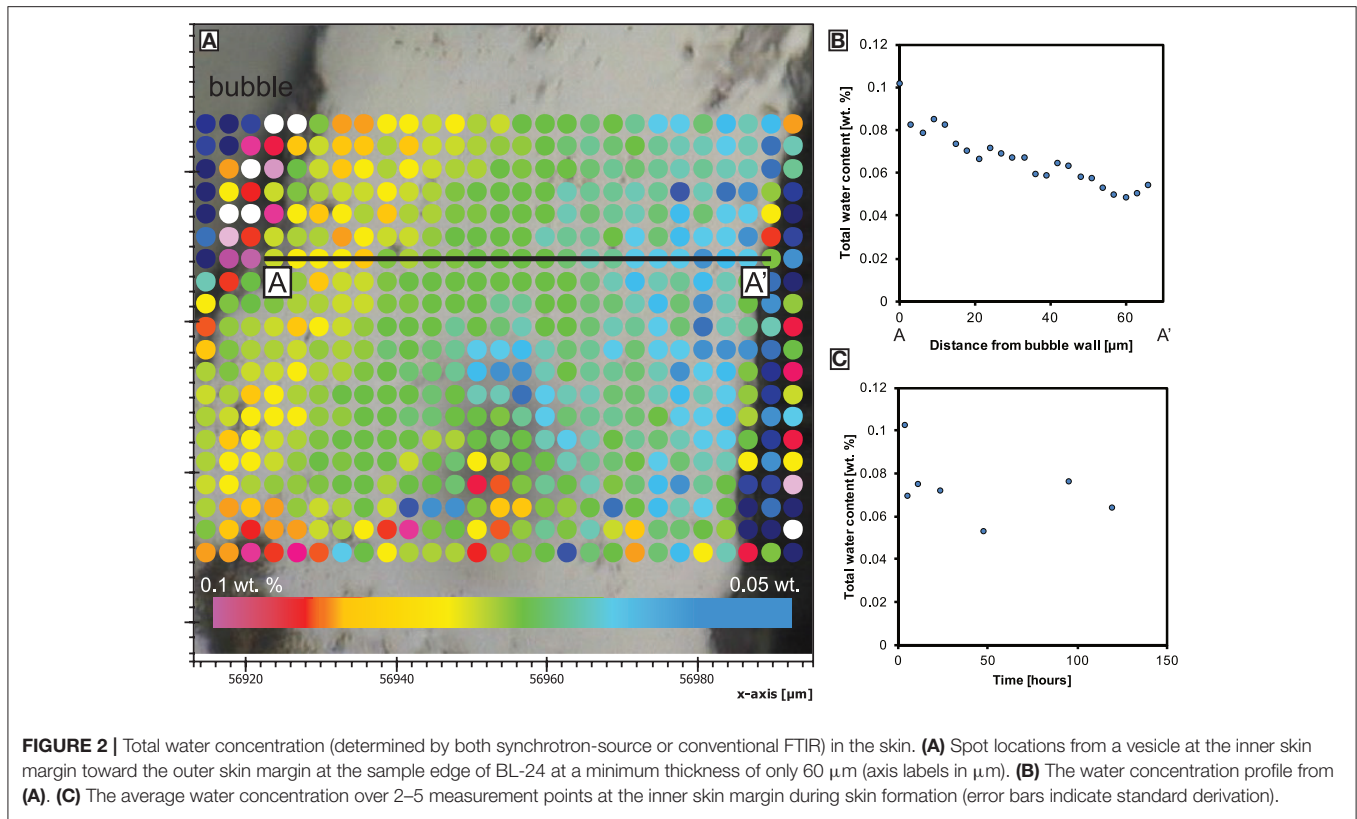 A
bubble
A
A'
0.1 wt. %
0.05 wt.
56920
56940
56960
56980
x-axis [µm]
B
0.12
0.1
0.08
0.06
0.04
0.02
0
Total water content [wt. %]
0
20
40
60
A
A'
Distance from bubble wall [µm]
C
0.12
0.1
0.08
0.06
0.04
0.02
0
Total water content [wt. %]
0
50
100
150
Time [hours]
FIGURE 2 | Total water concentration (determined by both synchrotron-source or conventional FTIR) in the skin. (A) Spot locations from a vesicle at the inner skin
margin toward the outer skin margin at the sample edge of BL-24 at a minimum thickness of only 60 µm (axis labels in µm). (B) The water concentration profile from
(A). (C) The average water concentration over 2–5 measurement points at the inner skin margin during skin formation (error bars indicate standard derivation).